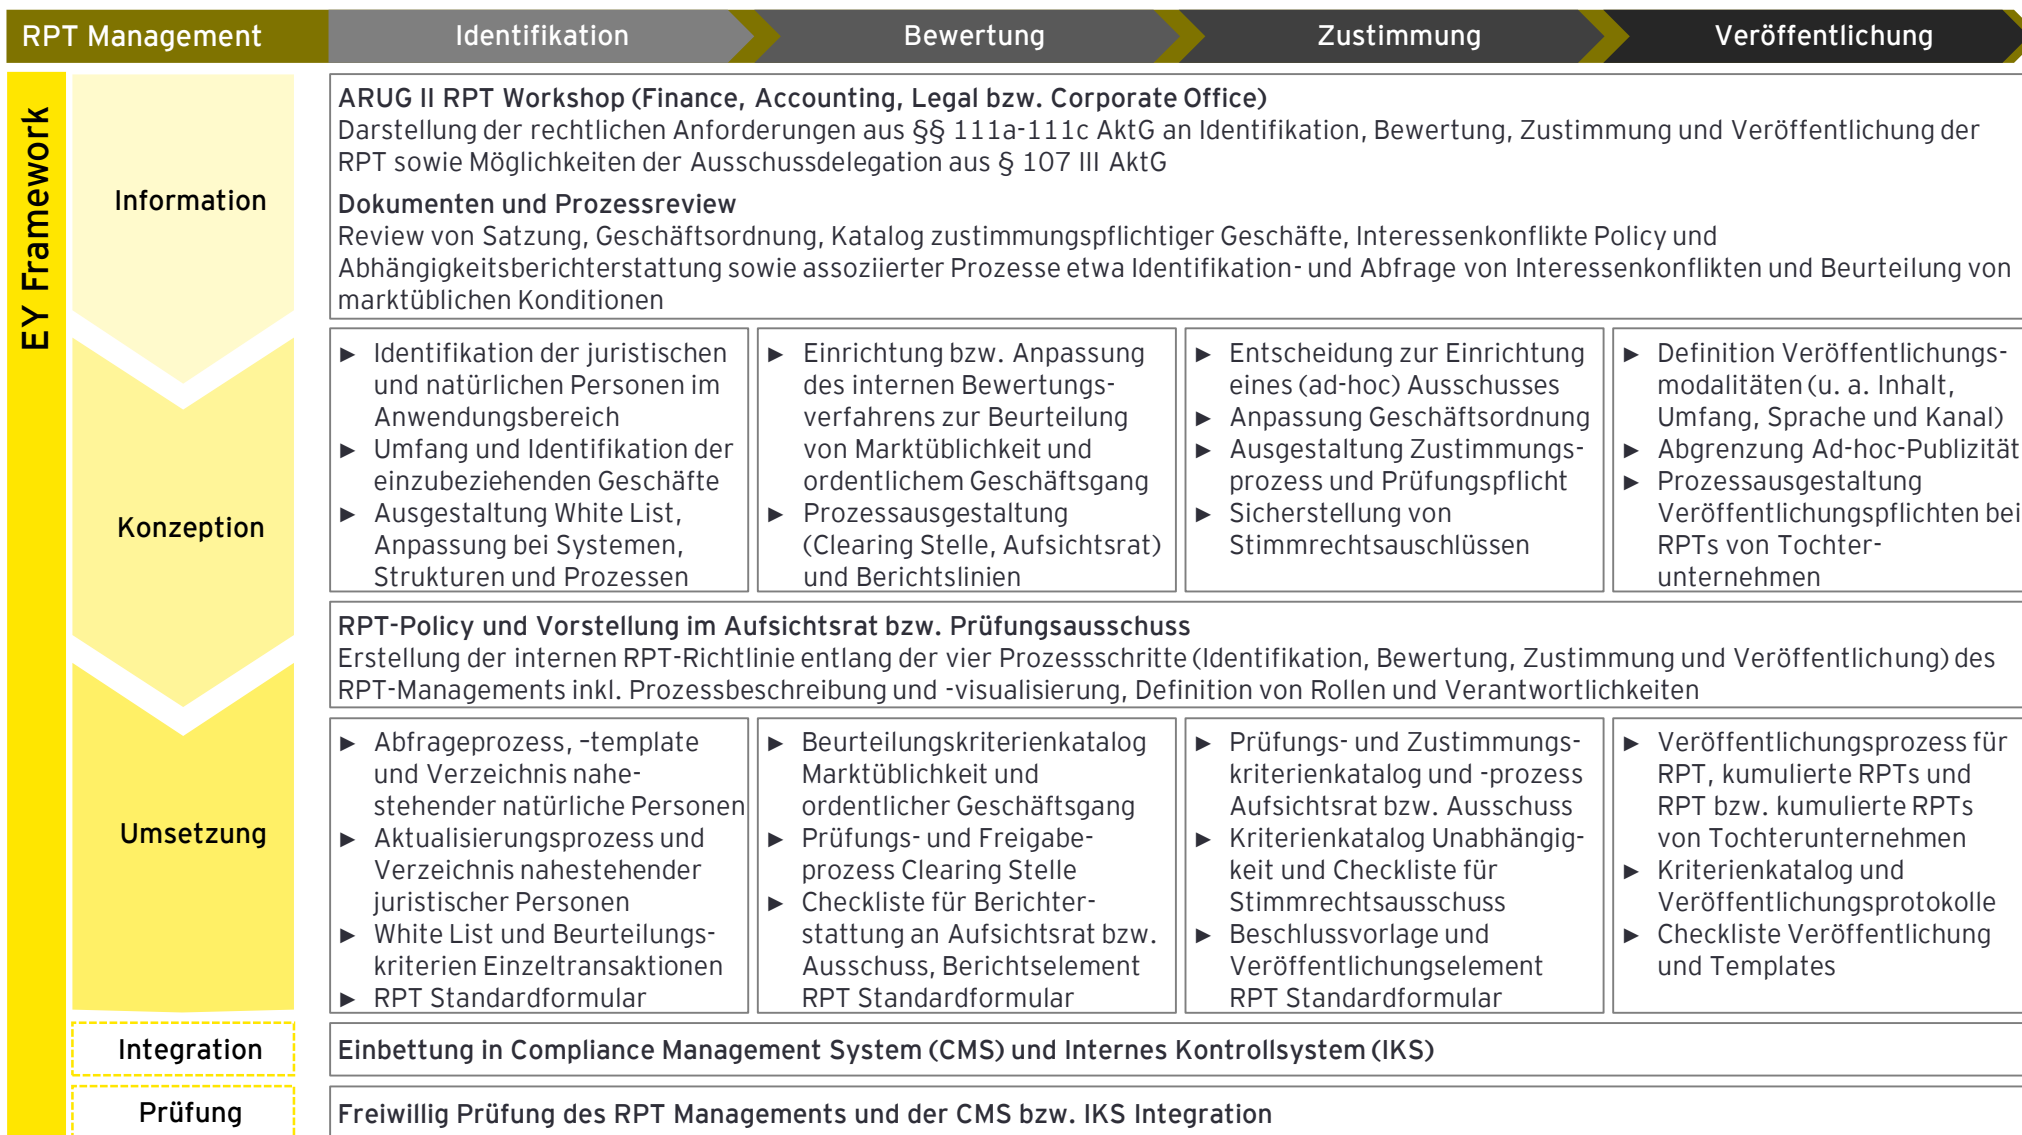 RPT Management
Identifikation
Bewertung
Zustimmung
Veröffentlichung
EY Framework
Information
ARUG II RPT Workshop (Finance, Accounting, Legal bzw. Corporate Office)
Darstellung der rechtlichen Anforderungen aus §§ 111a-111c AktG an Identifikation, Bewertung, Zustimmung und Veröffentlichung der
RPT sowie Möglichkeiten der Ausschussdelegation aus § 107 III AktG
Dokumenten und Prozessreview
Review von Satzung, Geschäftsordnung, Katalog zustimmungspflichtiger Geschäfte, Interessenkonflikte Policy und
Abhängigkeitsberichterstattung sowie assoziierter Prozesse etwa Identifikation- und Abfrage von Interessenkonflikten und Beurteilung von
marktüblichen Konditionen
Konzeption
► Identifikation der juristischen
und natürlichen Personen im
Anwendungsbereich
► Umfang und Identifikation der
einzubeziehenden Geschäfte
► Ausgestaltung White List,
Anpassung bei Systemen,
Strukturen und Prozessen
► Einrichtung bzw. Anpassung
des internen Bewertungs-
verfahrens zur Beurteilung
von Marktüblichkeit und
ordentlichem Geschäftsgang
► Prozessausgestaltung
(Clearing Stelle, Aufsichtsrat)
und Berichtslinien
► Entscheidung zur Einrichtung
eines (ad-hoc) Ausschusses
► Anpassung Geschäftsordnung
► Ausgestaltung Zustimmungs-
prozess und Prüfungspflicht
► Sicherstellung von
Stimmrechtsauschlüssen
► Definition Veröffentlichungs-
modalitäten (u. a. Inhalt,
Umfang, Sprache und Kanal)
► Abgrenzung Ad-hoc-Publizität
► Prozessausgestaltung
Veröffentlichungspflichten bei
RPTs von Tochter-
unternehmen
RPT-Policy und Vorstellung im Aufsichtsrat bzw. Prüfungsausschuss
Erstellung der internen RPT-Richtlinie entlang der vier Prozessschritte (Identifikation, Bewertung, Zustimmung und Veröffentlichung) des
RPT-Managements inkl. Prozessbeschreibung und -visualisierung, Definition von Rollen und Verantwortlichkeiten
Umsetzung
► Abfrageprozess, –template
und Verzeichnis nahe-
stehender natürliche Personen
► Aktualisierungsprozess und
Verzeichnis nahestehender
juristischer Personen
► White List und Beurteilungs-
kriterien Einzeltransaktionen
► RPT Standardformular
► Beurteilungskriterienkatalog
Marktüblichkeit und
ordentlicher Geschäftsgang
► Prüfungs- und Freigabe-
prozess Clearing Stelle
► Checkliste für Berichter-
stattung an Aufsichtsrat bzw.
Ausschuss, Berichtselement
RPT Standardformular
► Prüfungs- und Zustimmungs-
kriterienkatalog und -prozess
Aufsichtsrat bzw. Ausschuss
► Kriterienkatalog Unabhängig-
keit und Checkliste für
Stimmrechtsausschuss
► Beschlussvorlage und
Veröffentlichungselement
RPT Standardformular
► Veröffentlichungsprozess für
RPT, kumulierte RPTs und
RPT bzw. kumulierte RPTs
von Tochterunternehmen
► Kriterienkatalog und
Veröffentlichungsprotokolle
► Checkliste Veröffentlichung
und Templates
Integration
Einbettung in Compliance Management System (CMS) und Internes Kontrollsystem (IKS)
Prüfung
Freiwillig Prüfung des RPT Managements und der CMS bzw. IKS Integration